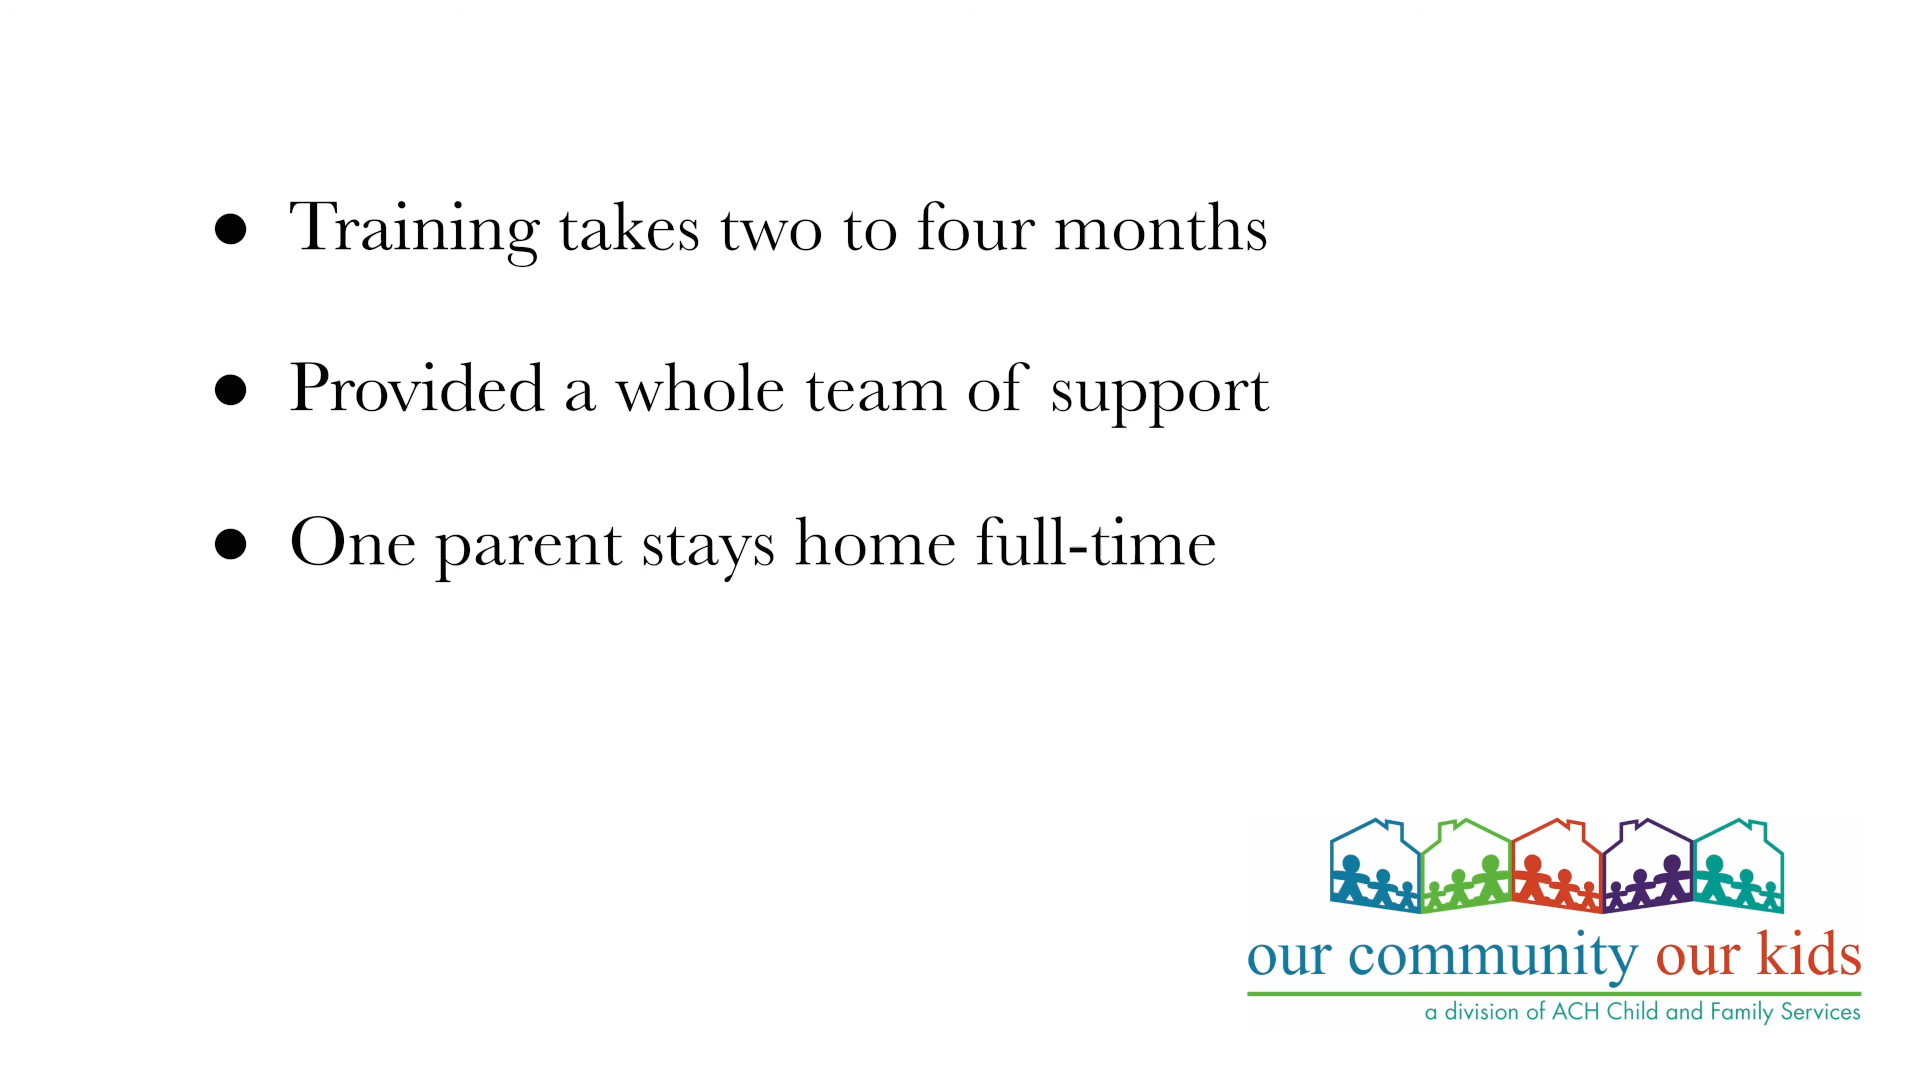 ● Training takes two to four months
● Provided a whole team of support
● One parent stays home full-time
our community our kids
a division of ACH Child and Family Services